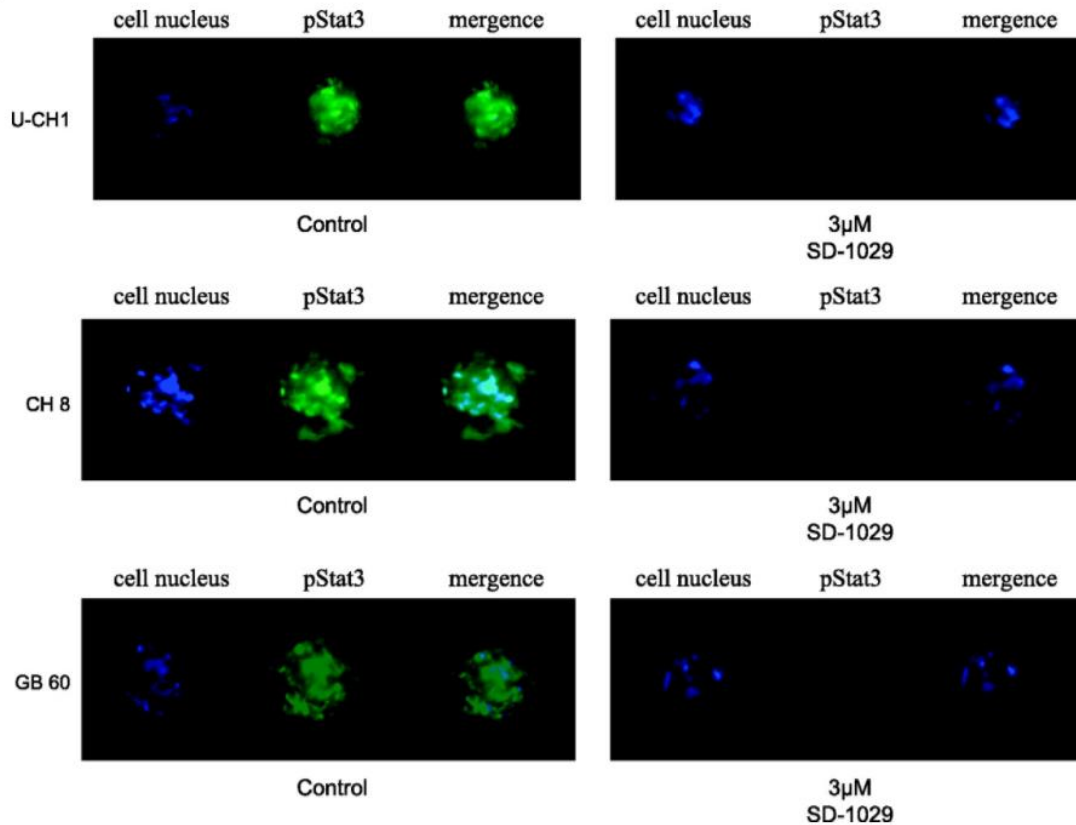 cell nucleus pStat3 mergence cell nucleus pStat3 mergence
U-CH1
Control 3µM
SD-1029
cell nucleus pStat3 mergence cell nucleus pStat3 mergence
CH 8
Control 3µM
SD-1029
cell nucleus pStat3 mergence cell nucleus pStat3 mergence
GB 60
Control 3µM
SD-1029